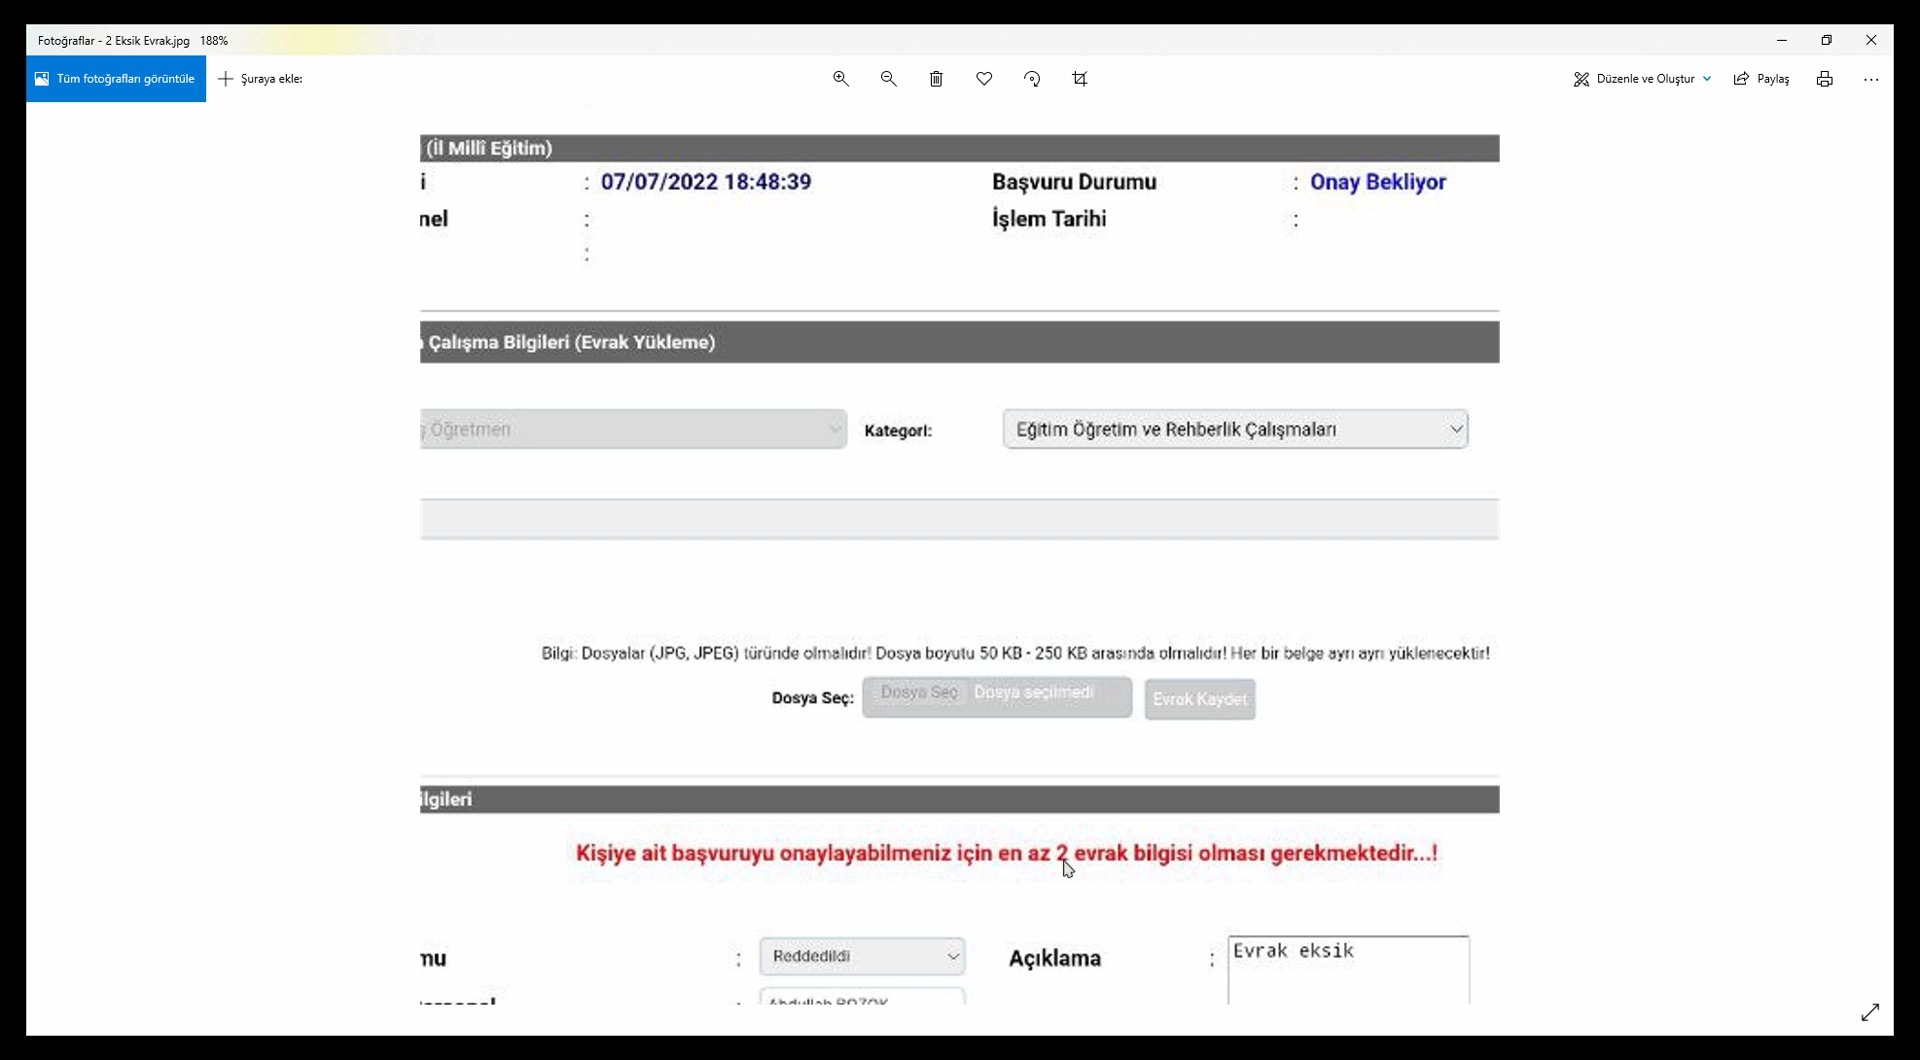 Fotoğraflar - 2 Eksik Evrak.jpg 188%
Tüm fotoğrafları görüntüle Şuraya ekle: Düzenle ve Oluştur Paylaş
(İl Millî Eğitim)
: 07/07/2022 18:48:39 Başvuru Durumu : Onay Bekliyor
nel : İşlem Tarihi :
:
Çalışma Bilgileri (Evrak Yükleme)
ş Öğretmen Kategori: Eğitim Öğretim ve Rehberlik Çalışmaları
Bilgi: Dosyalar (JPG, JPEG) türünde olmalıdır! Dosya boyutu 50 KB - 250 KB arasında olmalıdır! Her bir belge ayrı ayrı yüklenecektir!
Dosya Seç: Dosya Seç Dosya seçilmedi Evrak Kaydet
ilgileri
Kişiye ait başvuruyu onaylayabilmeniz için en az 2 evrak bilgisi olması gerekmektedir...!
mu : Reddedildi Açıklama : Evrak eksik
Abdullah BOZOK